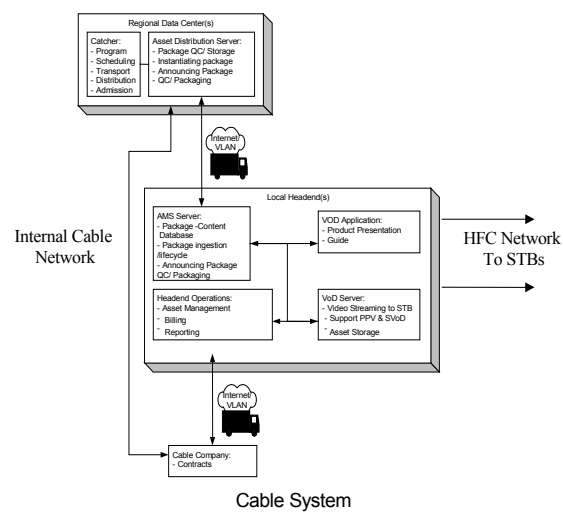 Regional Data Center(s)
Catcher:
- Program
- Scheduling
- Transport
- Distribution
- Admission
Asset Distribution Server:
- Package QC/ Storage
- Instantiating package
- Announcing Package
- QC/ Packaging
Internet/
VLAN
Local Headend(s)
AMS Server:
- Package -Content
Database
- Package ingestion
/lifecycle
- Announcing Package
QC/ Packaging
VOD Application:
- Product Presentation
- Guide
Internal Cable
Network
HFC Network
To STBs
Headend Operations:
- Asset Management
- Billing
- Reporting
VoD Server:
- Video Streaming to STB
- Support PPV & SVoD
- Asset Storage
Internet/
VLAN
Cable Company:
- Contracts
Cable System